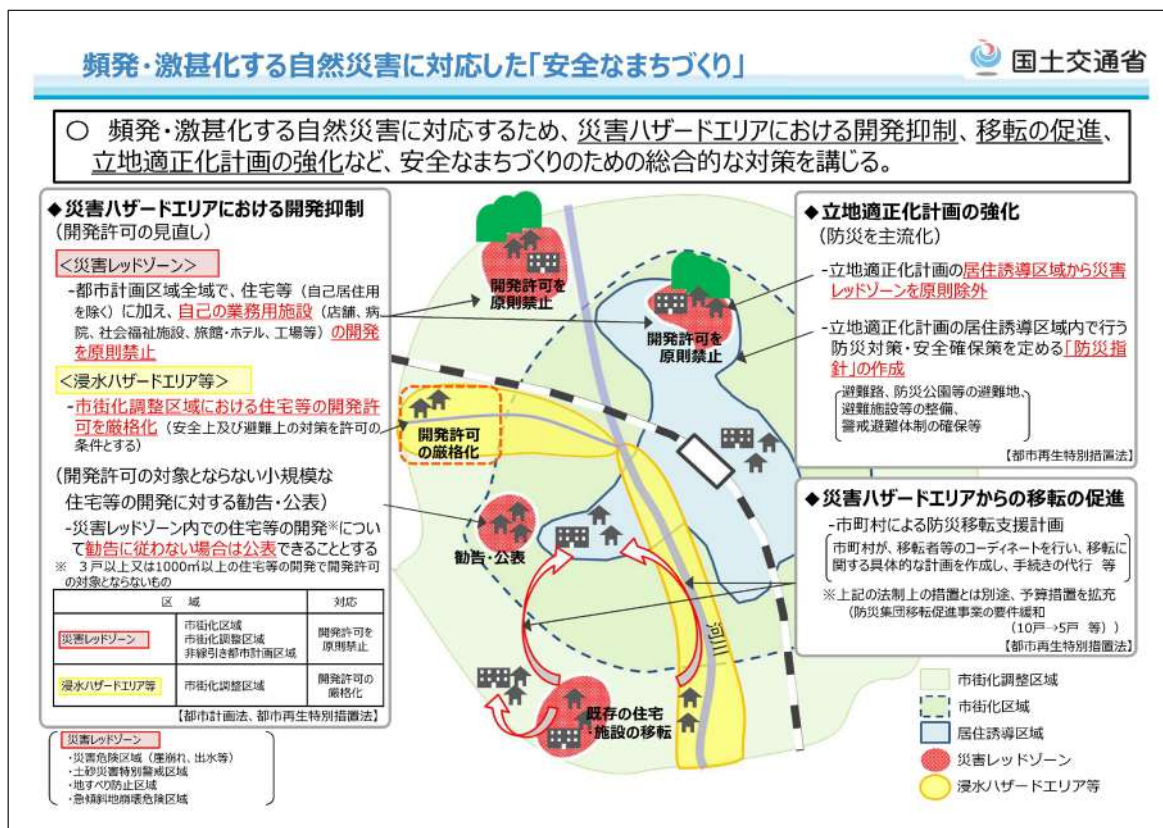 頻発・激甚化する自然災害に対応した「安全なまちづくり」
国土交通省
○ 頻発・激甚化する自然災害に対応するため、災害ハザードエリアにおける開発抑制、移転の促進、
立地適正化計画の強化など、安全なまちづくりのための総合的な対策を講じる。
◆災害ハザードエリアにおける開発抑制
（開発許可の見直し）
＜災害レッドゾーン＞
-都市計画区域全域で、住宅等（自己居住用
を除く）に加え、自己の業務用施設（店舗、病
院、社会福祉施設、旅館・ホテル、工場等）の開発
を原則禁止
＜浸水ハザードエリア等＞
-市街化調整区域における住宅等の開発許
可を厳格化（安全上及び避難上の対策を許可の
条件とする）
（開発許可の対象とならない小規模な
住宅等の開発に対する勧告・公表）
-災害レッドゾーン内での住宅等の開発※につい
て勧告に従わない場合は公表できることとする
※ ３戸以上又は1000㎡以上の住宅等の開発で開発許可
の対象とならないもの
区 域
対応
災害レッドゾーン
市街化区域
市街化調整区域
非線引き都市計画区域
開発許可を
原則禁止
浸水ハザードエリア等
市街化調整区域
開発許可の
厳格化
【都市計画法、都市再生特別措置法】
災害レッドゾーン
・災害危険区域（崖崩れ、出水等）
・土砂災害特別警戒区域
・地すべり防止区域
・急傾斜地崩壊危険区域
開発許可を
原則禁止
開発許可を
原則禁止
開発許可
の厳格化
勧告・公表
河川
既存の住宅
・施設の移転
◆立地適正化計画の強化
（防災を主流化）
-立地適正化計画の居住誘導区域から災害
レッドゾーンを原則除外
-立地適正化計画の居住誘導区域内で行う
防災対策・安全確保策を定める「防災指
針」の作成
避難路、防災公園等の避難地、
避難施設等の整備、
警戒避難体制の確保等
【都市再生特別措置法】
◆災害ハザードエリアからの移転の促進
-市町村による防災移転支援計画
市町村が、移転者等のコーディネートを行い、移転に
関する具体的な計画を作成し、手続きの代行 等
※上記の法制上の措置とは別途、予算措置を拡充
（防災集団移転促進事業の要件緩和
（10戸→5戸 等））
【都市再生特別措置法】
市街化調整区域
市街化区域
居住誘導区域
災害レッドゾーン
浸水ハザードエリア等